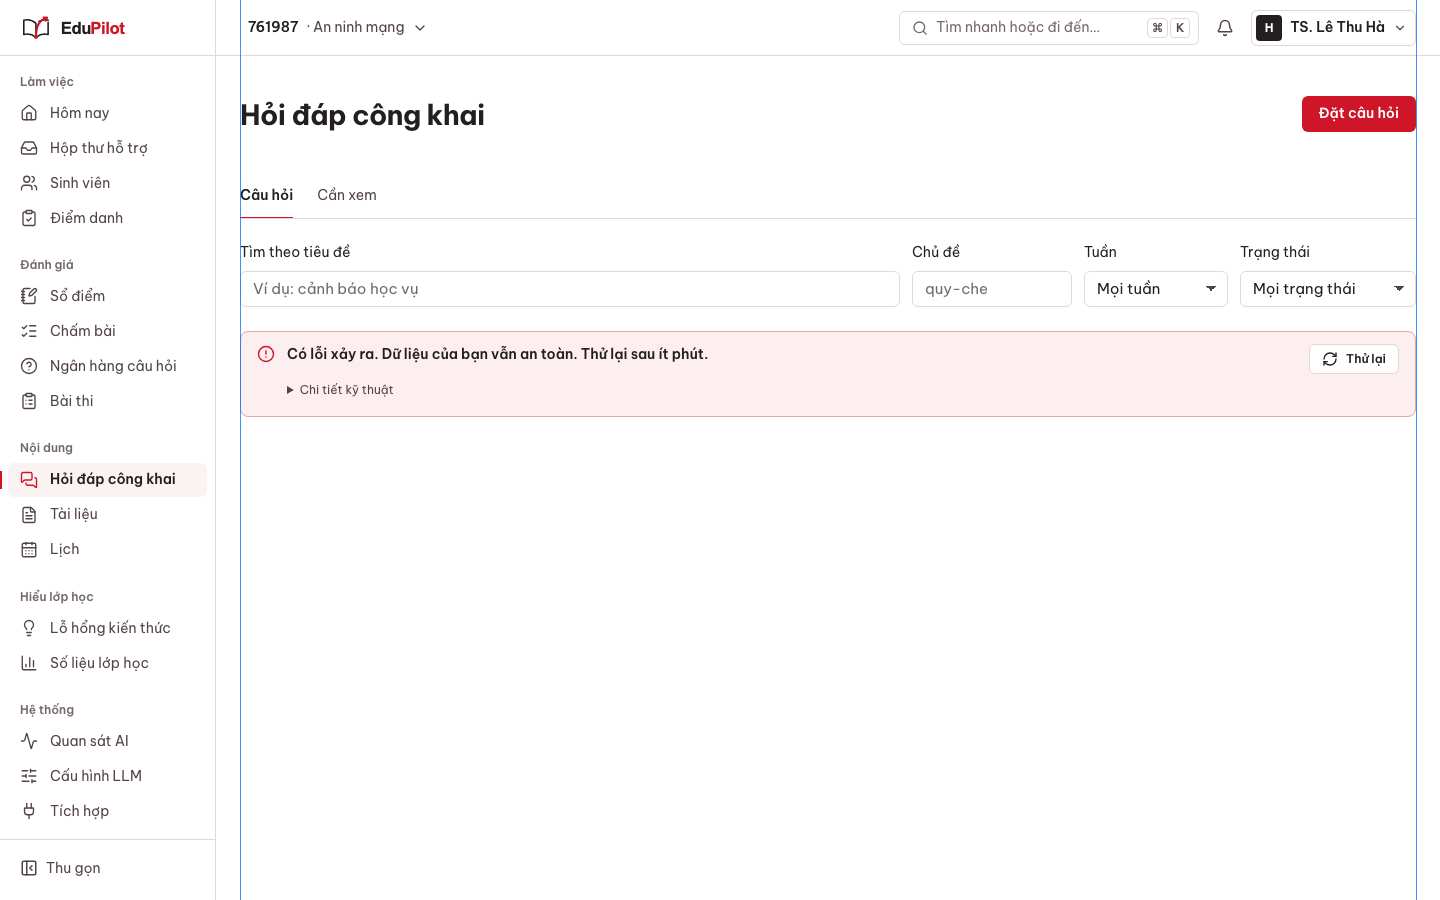 EduPilot
761987 · An ninh mạng
Tìm nhanh hoặc đi đến...
⌘ K
H
TS. Lê Thu Hà
Làm việc
Hôm nay
Hộp thư hỗ trợ
Sinh viên
Điểm danh
Đánh giá
Sổ điểm
Chấm bài
Ngân hàng câu hỏi
Bài thi
Nội dung
Hỏi đáp công khai
Tài liệu
Lịch
Hiểu lớp học
Lỗ hổng kiến thức
Số liệu lớp học
Hệ thống
Quan sát AI
Cấu hình LLM
Tích hợp
Thu gọn
Hỏi đáp công khai
Đặt câu hỏi
Câu hỏi
Cần xem
Tìm theo tiêu đề
Chủ đề
Tuần
Trạng thái
Ví dụ: cảnh báo học vụ
quy-che
Mọi tuần
Mọi trạng thái
Có lỗi xảy ra. Dữ liệu của bạn vẫn an toàn. Thử lại sau ít phút.
Thử lại
Chi tiết kỹ thuật